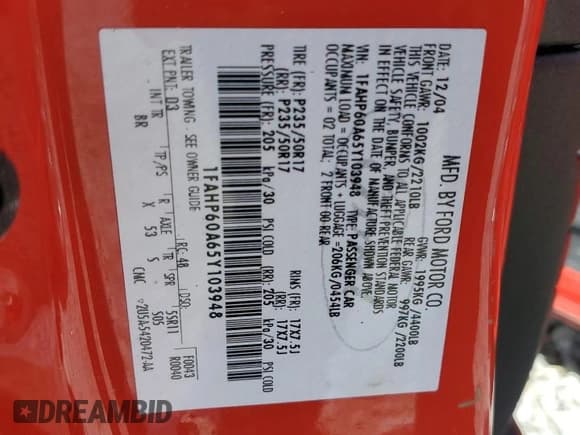 MFD. BY FORD MOTOR CO.
DATE: 12/04 GVWR: 1995KG/4400LB
FRONT GAWR: 1002KG/2210LB REAR GAWR: 997KG/2200LB
THIS VEHICLE CONFORMS TO ALL APPLICABLE FEDERAL MOTOR
VEHICLE SAFETY, BUMPER, AND THEFT PREVENTION STANDARDS
IN EFFECT ON THE DATE OF MANUFACTURE SHOWN ABOVE.
VIN: 1FAHP60A65Y103948 TYPE: PASSENGER CAR
MAXIMUM LOAD = OCCUPANTS + LUGGAGE = 206KG/0454LB
OCCUPANTS = 02 TOTAL: 2 FRONT 00 REAR
TIRE (FR): P235/50R17 RIMS (FR): 17X7.5J
(RR): P235/50R17 (RR): 17X7.5J
PRESSURE (FR): 205 kPa/30 PSI COLD (RR): 205 kPa/30 PSI COLD
1FAHP60A65Y103948
TRAILER TOWING - SEE OWNER GUIDE
EXT PNT: D3 RC: 48 DSO: F0043
INT TR TP/PS R AXLE TR SPR 5SR11 R0040
BR X 53 S S0S
CNC 2U5A-5420472-AA
DREAMBID